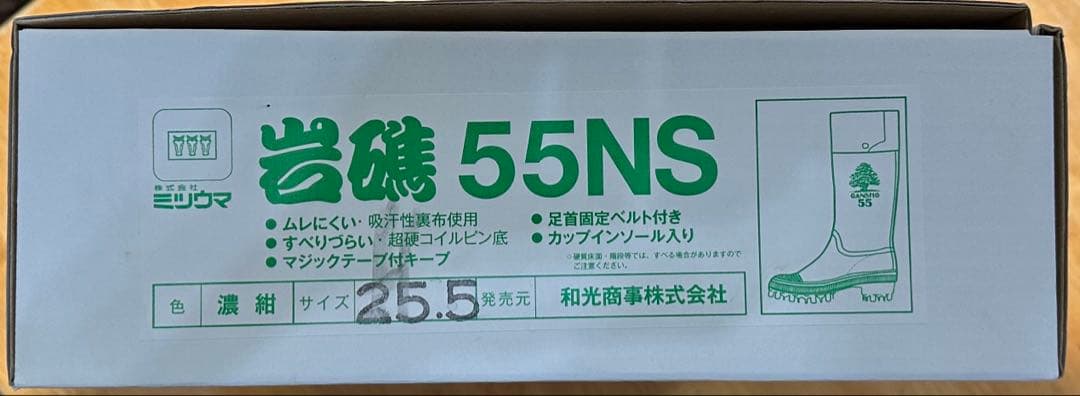 株式会社
ミツウマ
岩礁 55NS
●ムレにくい・吸汗性裏布使用
●すべりづらい・超硬コイルピン底
●マジックテープ付キープ
●足首固定ベルト付き
●カップインソール入り
○硬質床面・階段等では、すべる場合がありますので
ご注意ください。
色 濃紺 サイズ 25.5 発売元 和光商事株式会社
GANSHO
55